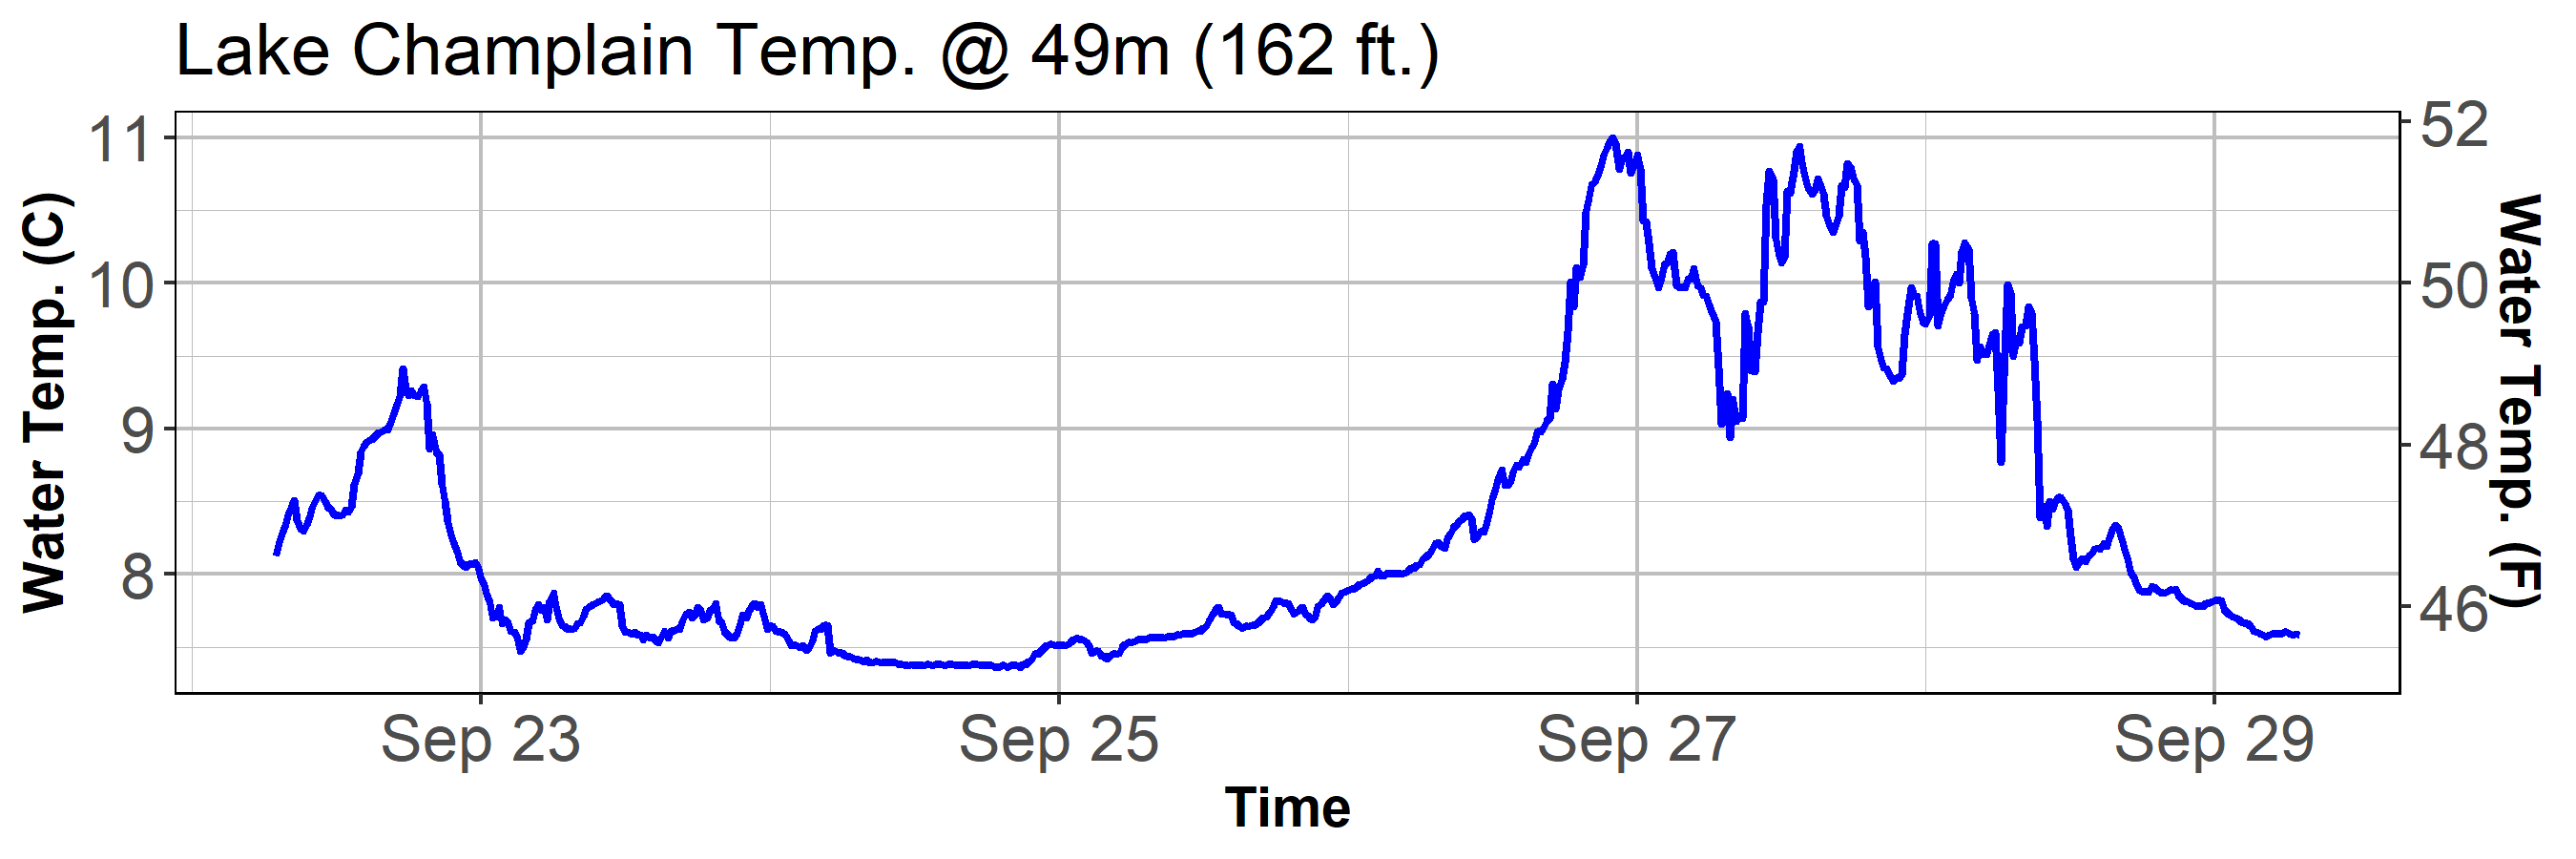 Lake Champlain Temp. @ 49m (162 ft.)
Water Temp. (C)
11
10
9
8
52
50
48
46
Water Temp. (F)
Sep 23
Sep 25
Sep 27
Sep 29
Time